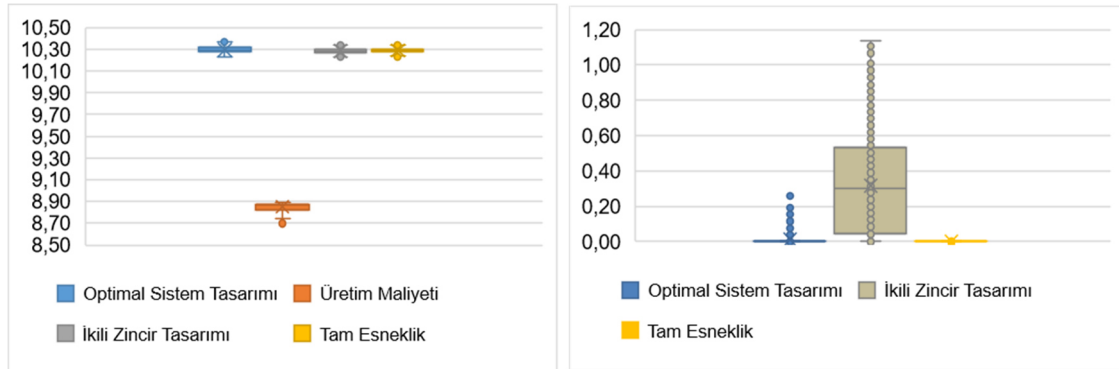 10,50
10,30
10,10
9,90
9,70
9,50
9,30
9,10
8,90
8,70
8,50
Optimal Sistem Tasarımı
Üretim Maliyeti
İkili Zincir Tasarımı
Tam Esneklik
1,20
1,00
0,80
0,60
0,40
0,20
0,00
Optimal Sistem Tasarımı
İkili Zincir Tasarımı
Tam Esneklik